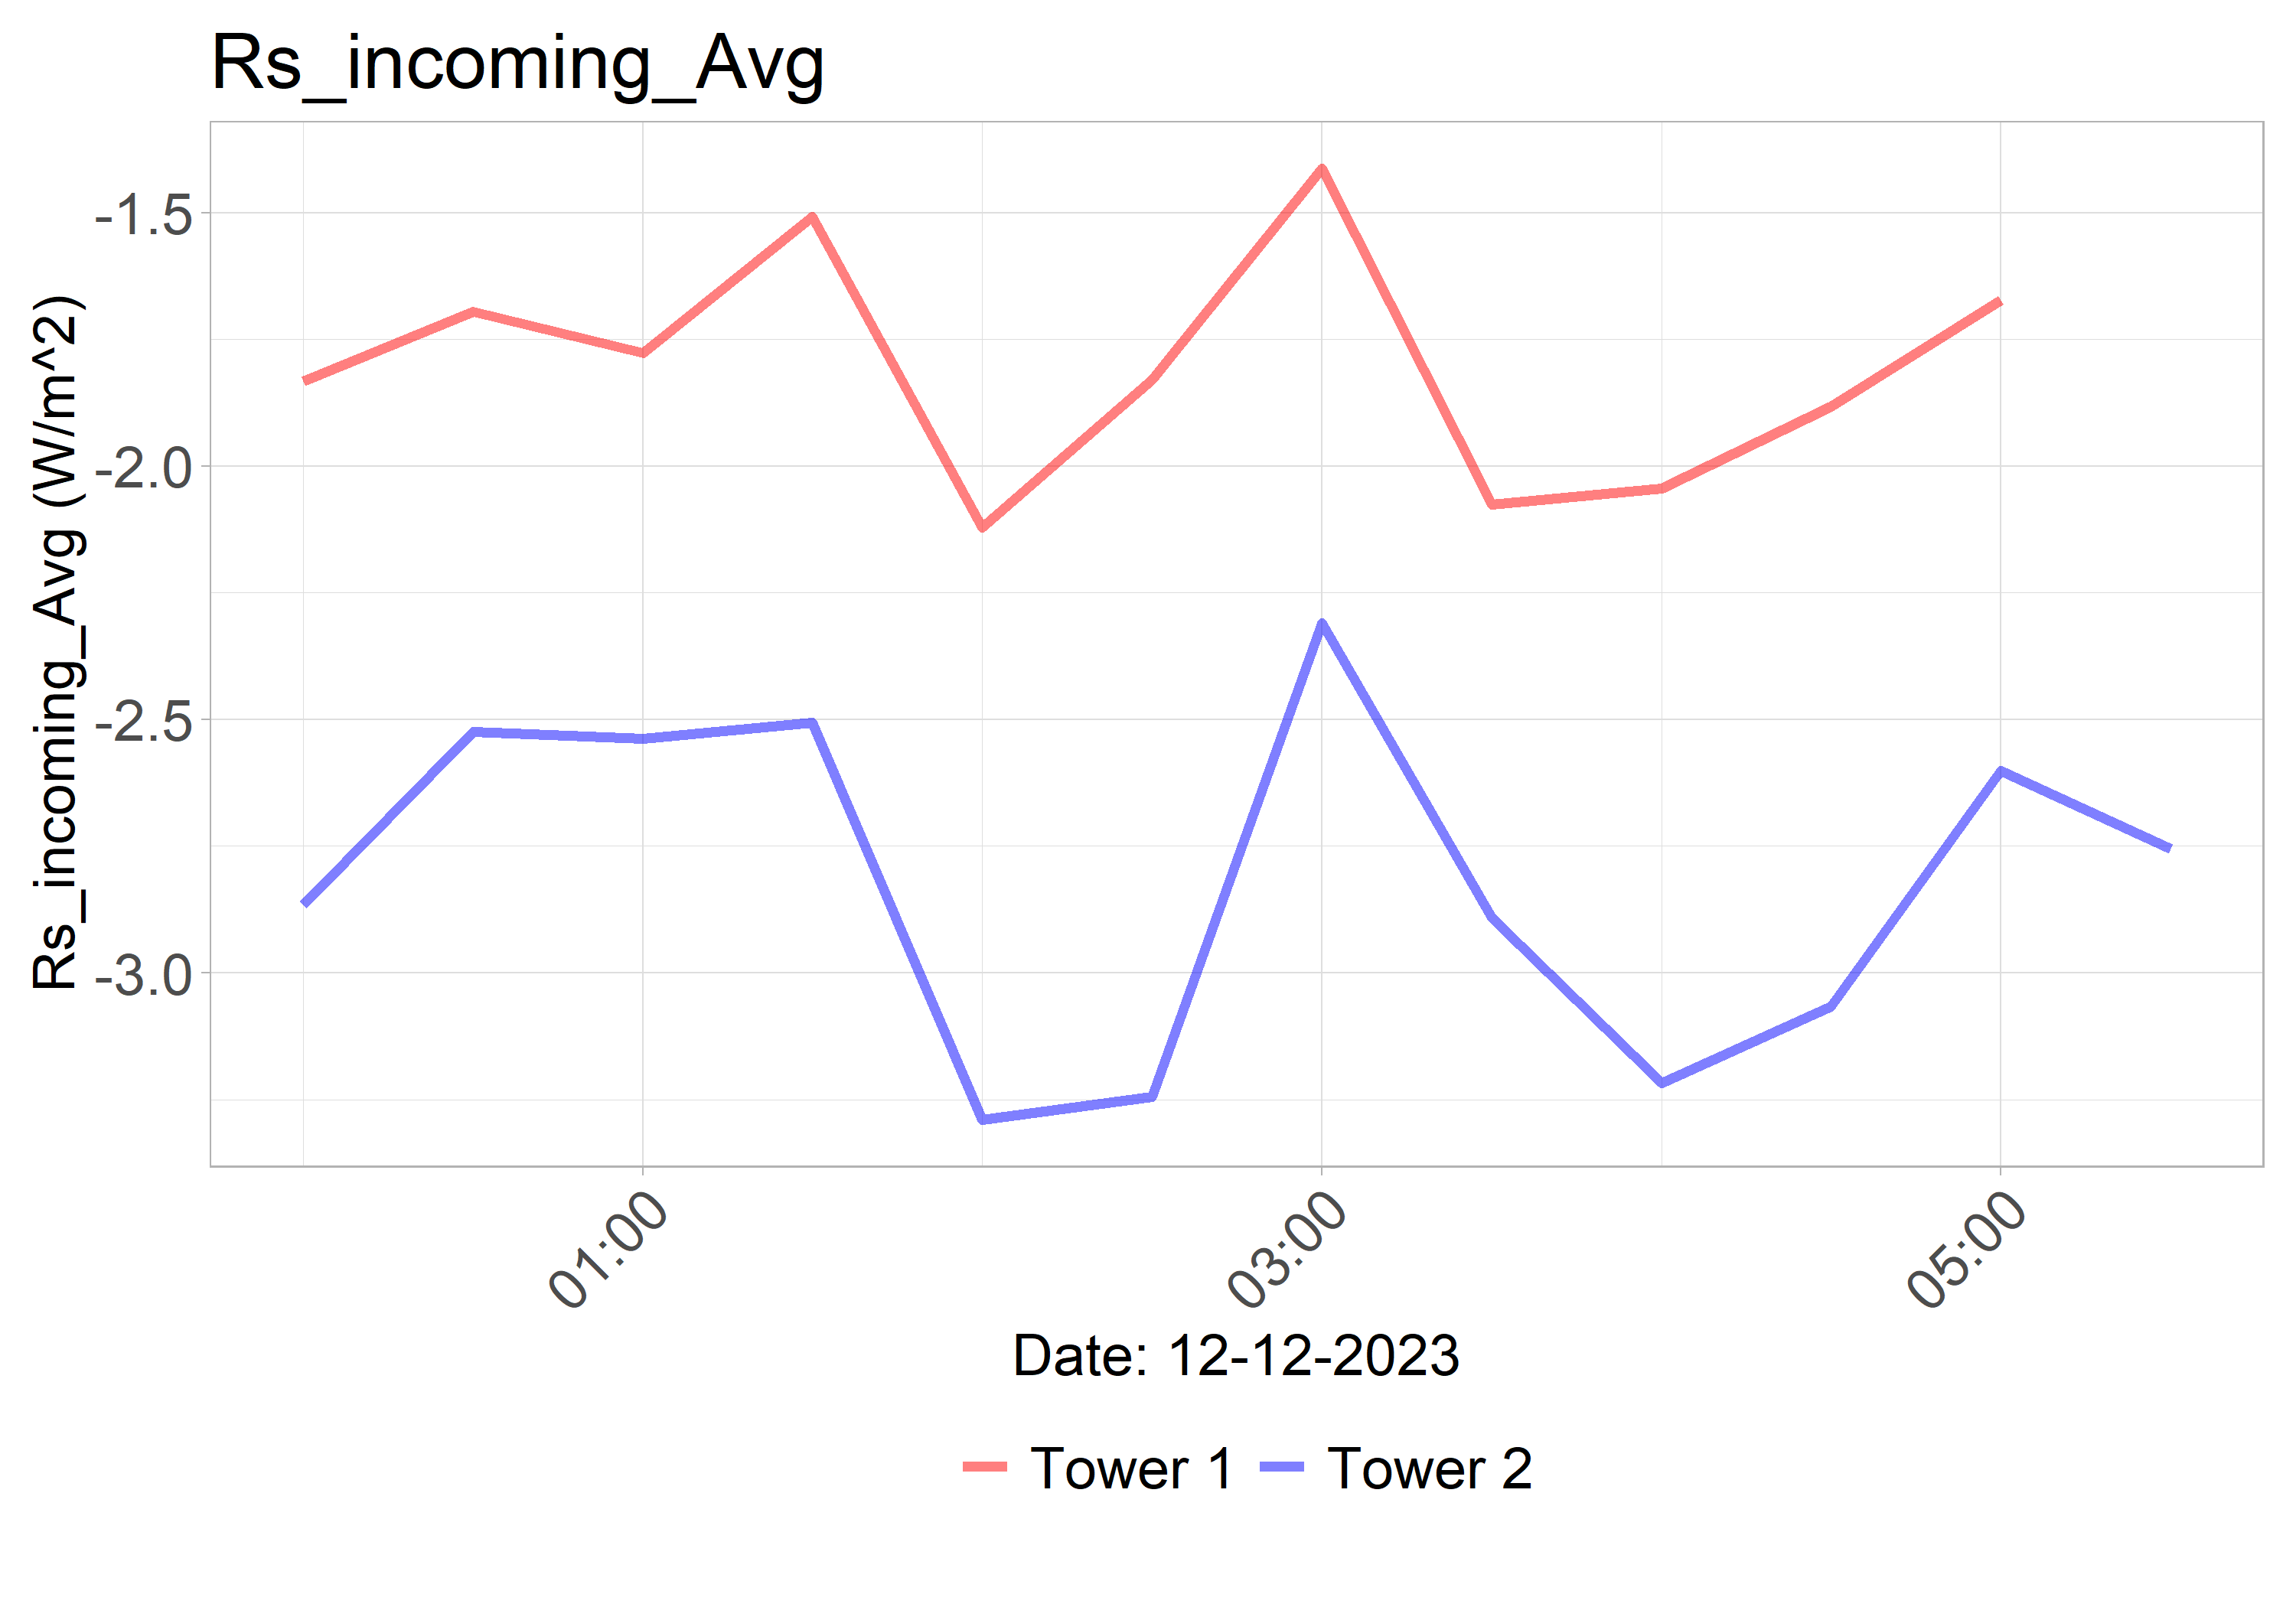 Rs_incoming_Avg
Rs_incoming_Avg (W/m^2)
-1.5
-2.0
-2.5
-3.0
01:00
03:00
05:00
Date: 12-12-2023
Tower 1
Tower 2